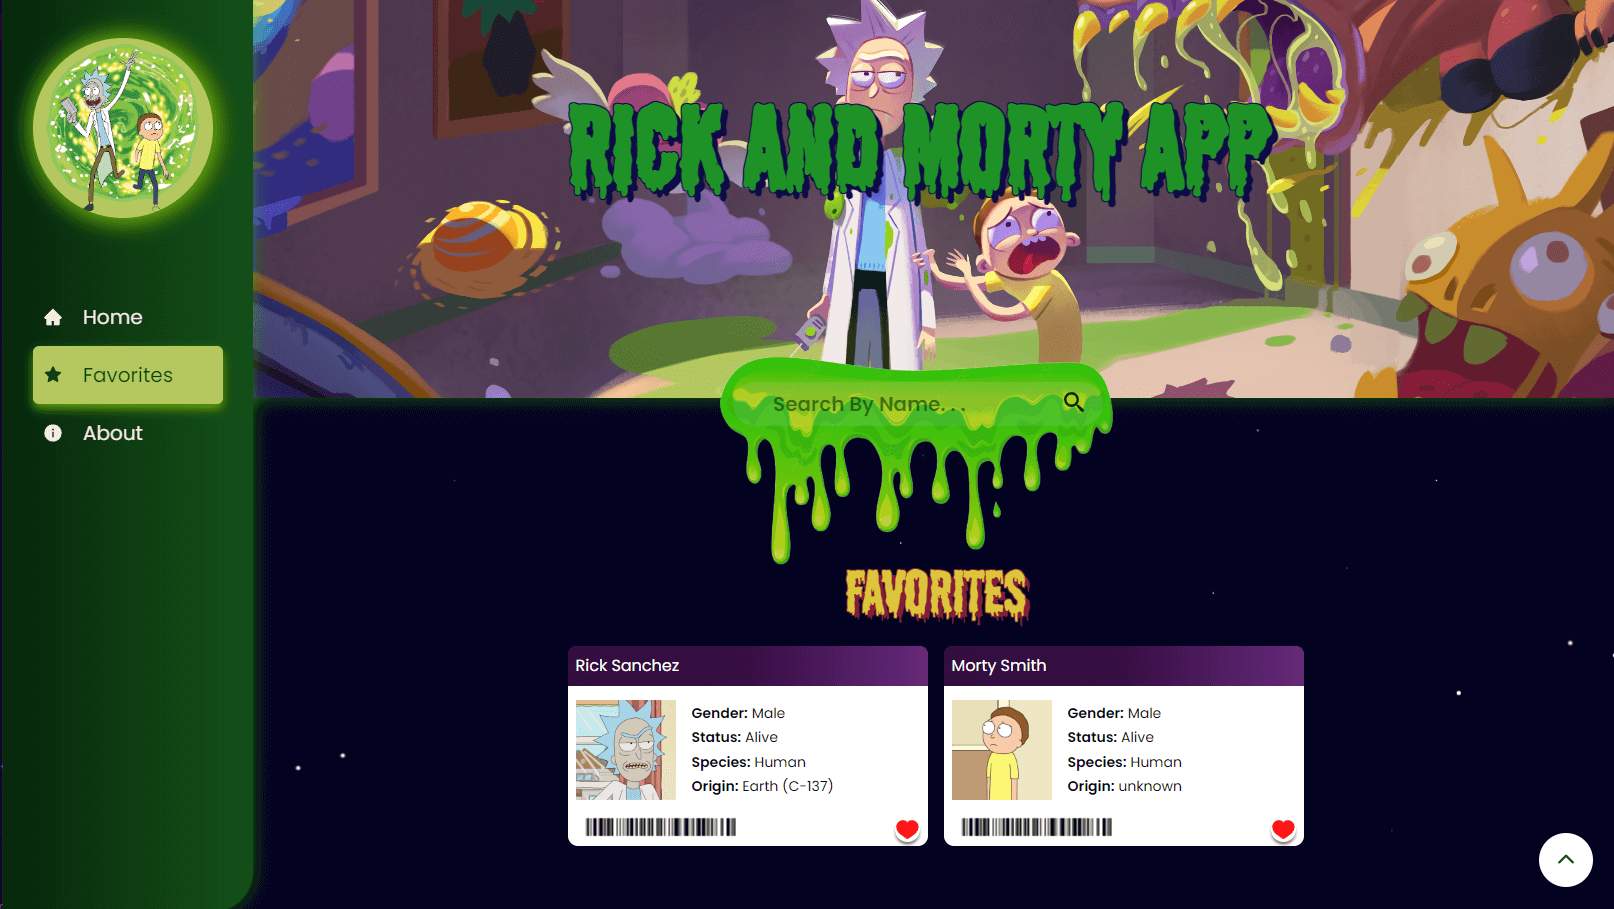 Home
Favorites
About
RICK AND MORTY APP
Search By Name. . .
FAVORITES
Rick Sanchez
Gender: Male
Status: Alive
Species: Human
Origin: Earth (C-137)
Morty Smith
Gender: Male
Status: Alive
Species: Human
Origin: unknown